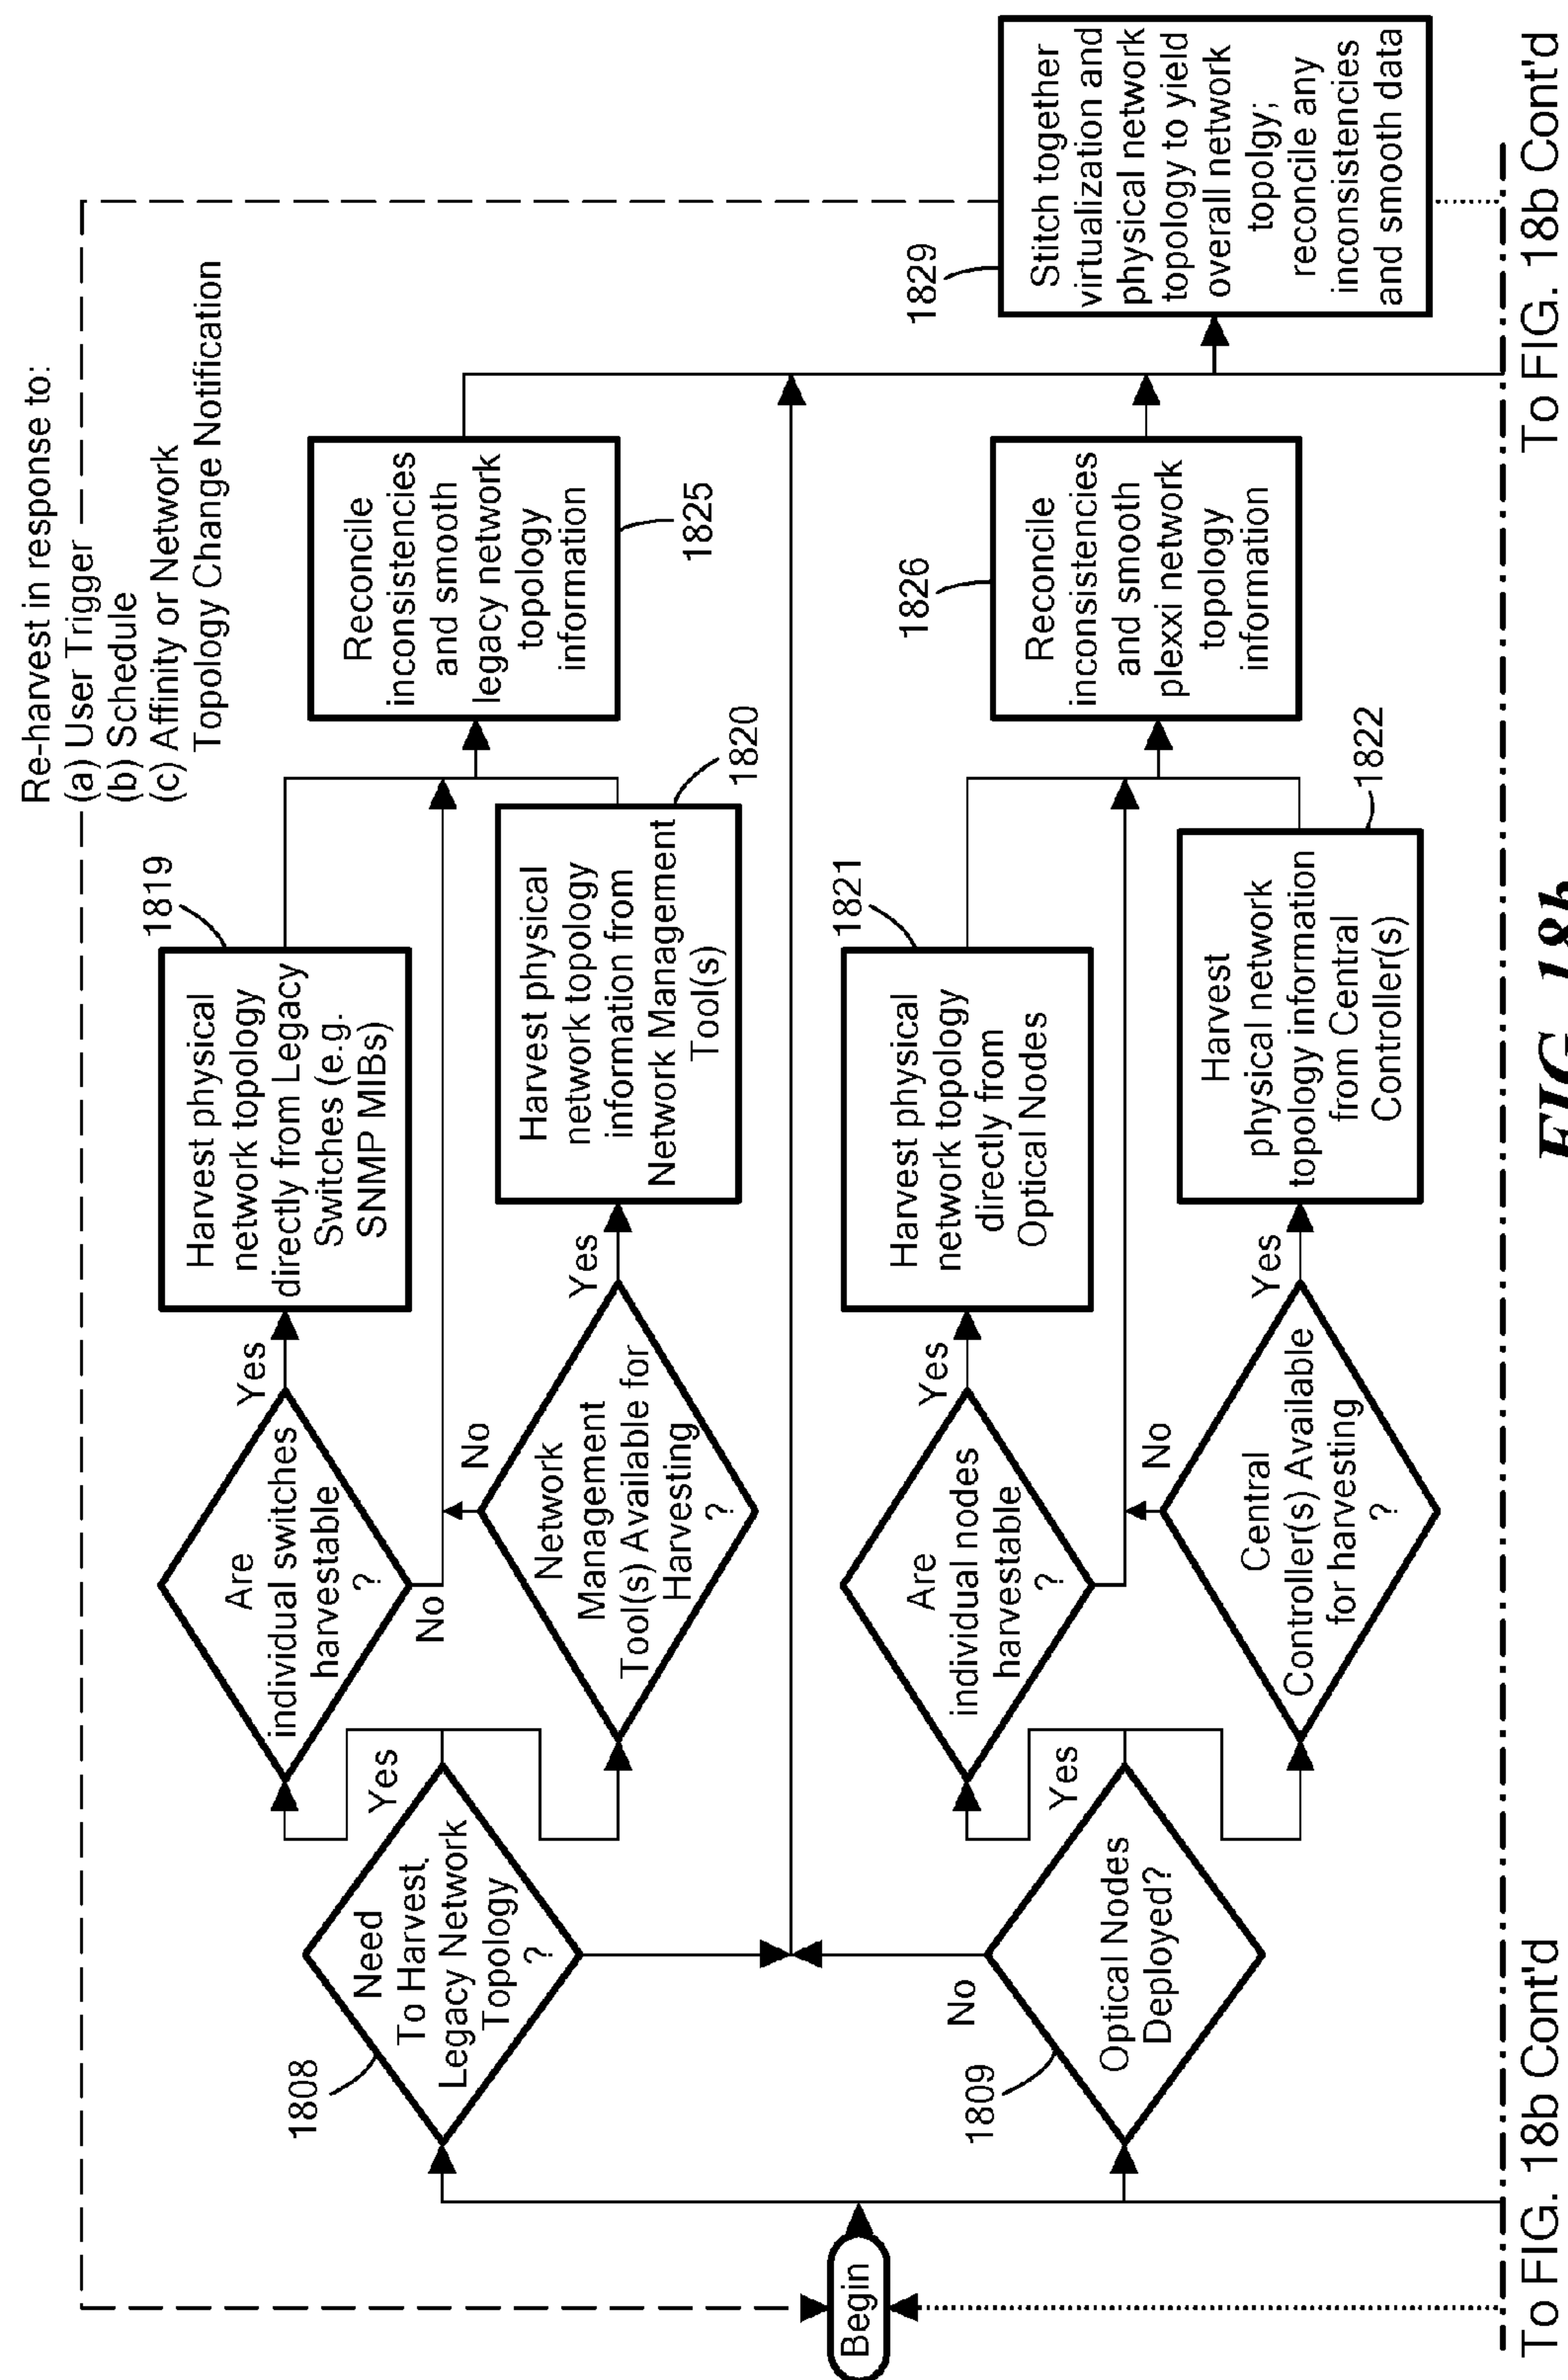 Re-harvest in response to:
(a) User Trigger
(b) Schedule
(c) Affinity or Network
Topology Change Notification
Begin
1808
Need
To Harvest.
Legacy Network
Topology
?
Yes
Are
individual switches
harvestable
?
Yes
No
1819
Harvest physical
network topology
directly from Legacy
Switches (e.g.
SNMP MIBs)
Network
Management
Tool(s) Available for
Harvesting
?
No
Yes
1820
Harvest physical
network topology
information from
Network Management
Tool(s)
Reconcile
inconsistencies
and smooth
legacy network
topology
information
1825
1809
Optical Nodes
Deployed?
No
Yes
Are
individual nodes
harvestable
?
Yes
1821
Harvest physical
network topology
directly from
Optical Nodes
Central
Controller(s) Available
for harvesting
?
No
Yes
1822
Harvest
physical network
topology information
from Central
Controller(s)
1826
Reconcile
inconsistencies
and smooth
plexxi network
topology
information
1829
Stitch together
virtualization and
physical network
topology to yield
overall network
topolgy;
reconcile any
inconsistencies
and smooth data
To FIG. 18b Cont'd
To FIG. 18b Cont'd
FIG. 18b